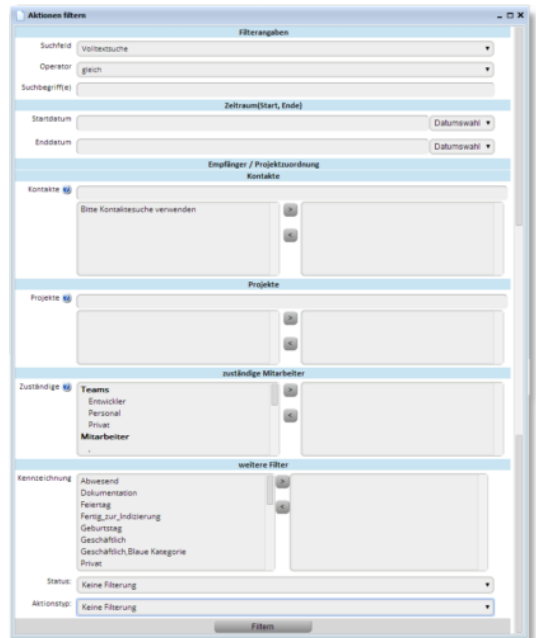 Aktionen filtern
Filterangaben
Suchfeld Volltextsuche
Operator gleich
Suchbegriff(e)
Zeitraum(Start, Ende)
Startdatum Datumswahl
Enddatum Datumswahl
Empfänger / Projektzuordnung
Kontakte
Kontakte
Bitte Kontaktesuche verwenden
>
<
Projekte
Projekte
>
<
zuständige Mitarbeiter
Zuständige Teams >
Entwickler
Personal <
Privat
Mitarbeiter
,
weitere Filter
Kennzeichnung Abwesend >
Dokumentation
Feiertag <
Fertig_zur_Indizierung
Geburtstag
Geschäftlich
Geschäftlich,Blaue Kategorie
Privat
Status: Keine Filterung
Aktionstyp: Keine Filterung
Filtern